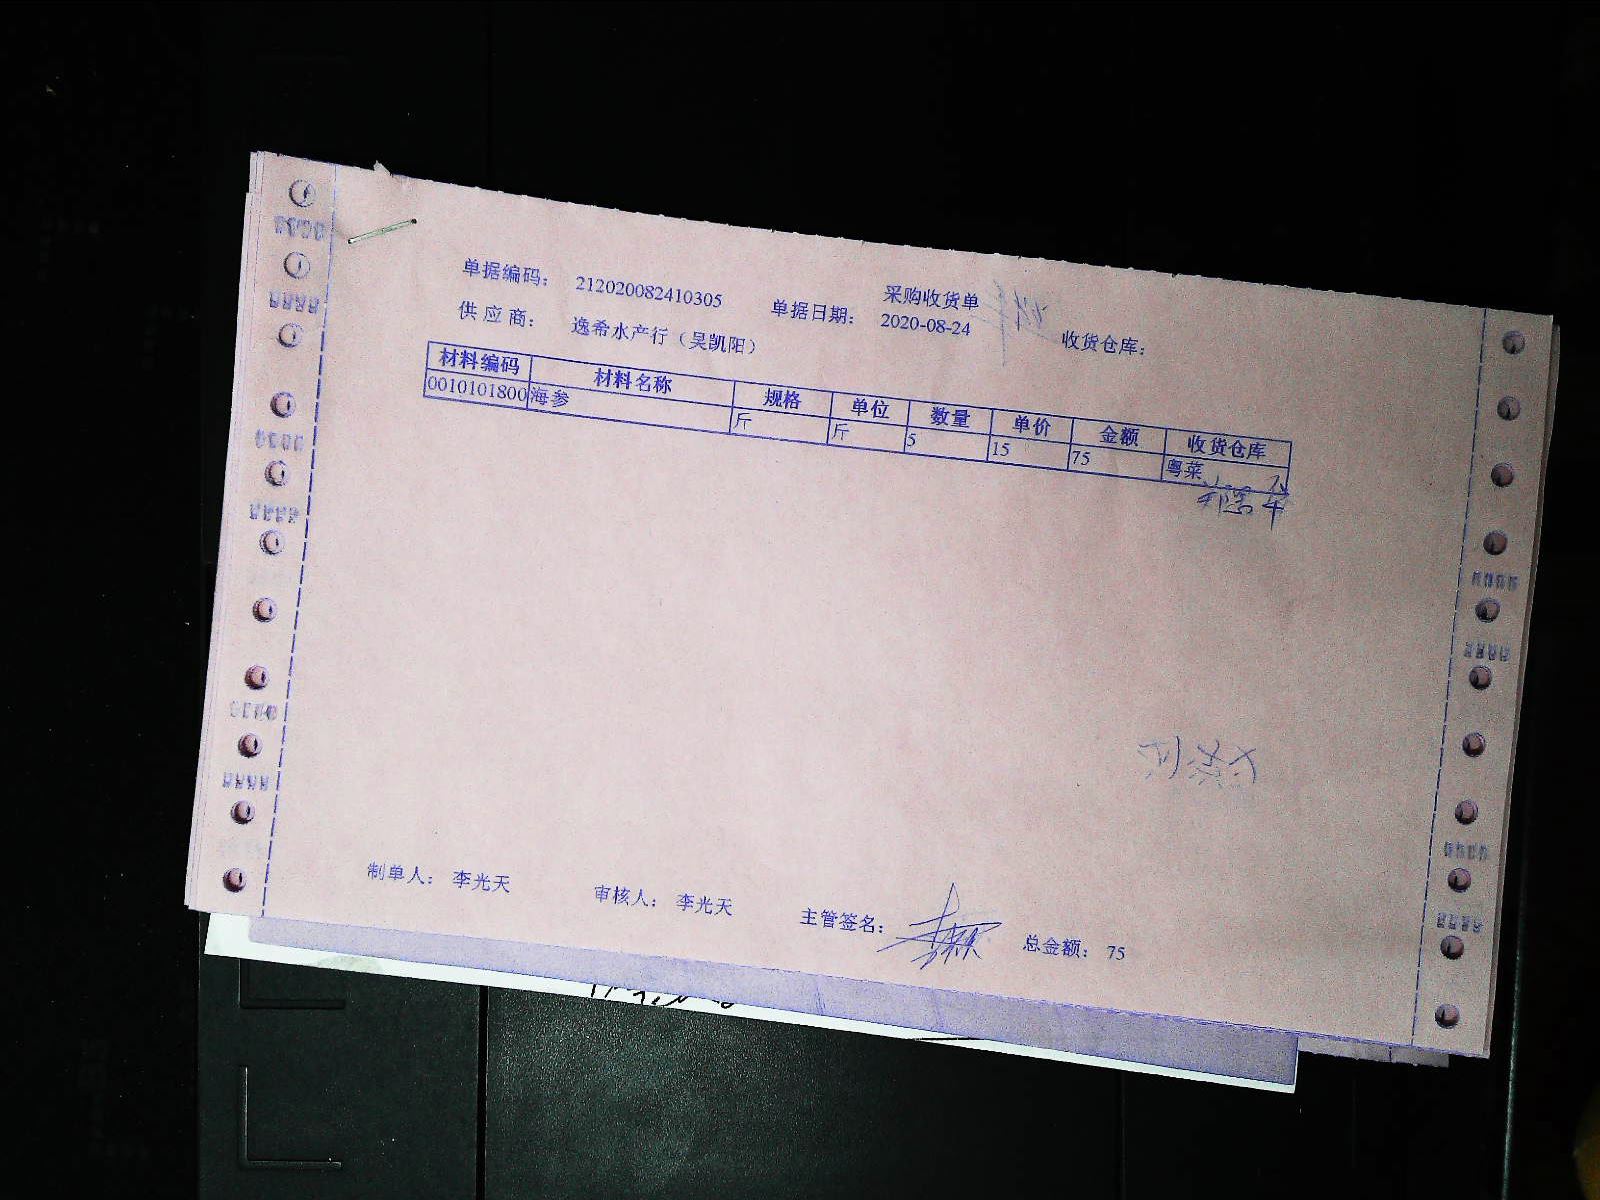 采购收货单
单据编码： 212020082410305 单据日期： 2020-08-24 收货仓库：
供应商： 逸希水产行（吴凯阳）
材料编码 材料名称 规格 单位 数量 单价 金额 收货仓库
0010101800 海参 斤 斤 5 15 75 粤菜
制单人： 李光天 审核人： 李光天 主管签名： 总金额： 75